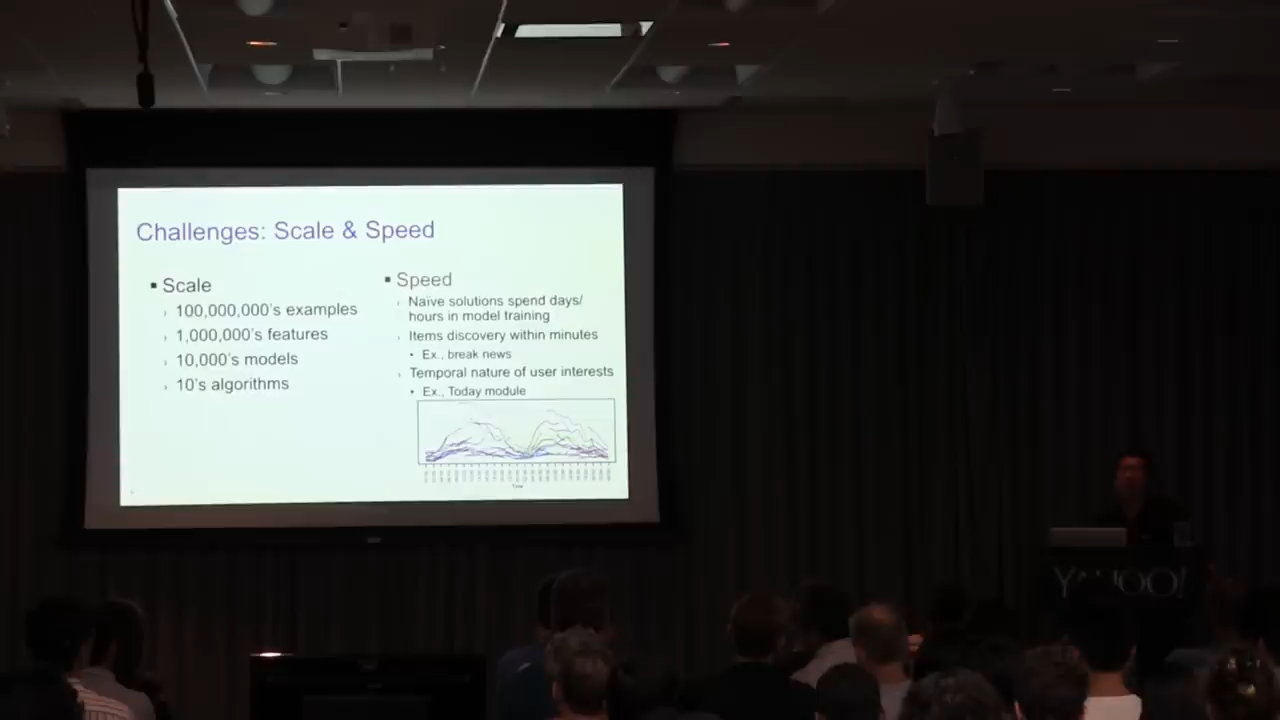 Challenges: Scale & Speed
▪ Scale
› 100,000,000's examples
› 1,000,000's features
› 10,000's models
› 10's algorithms
▪ Speed
› Naïve solutions spend days/
hours in model training
› Items discovery within minutes
• Ex., break news
› Temporal nature of user interests
• Ex., Today module
YAHOO!